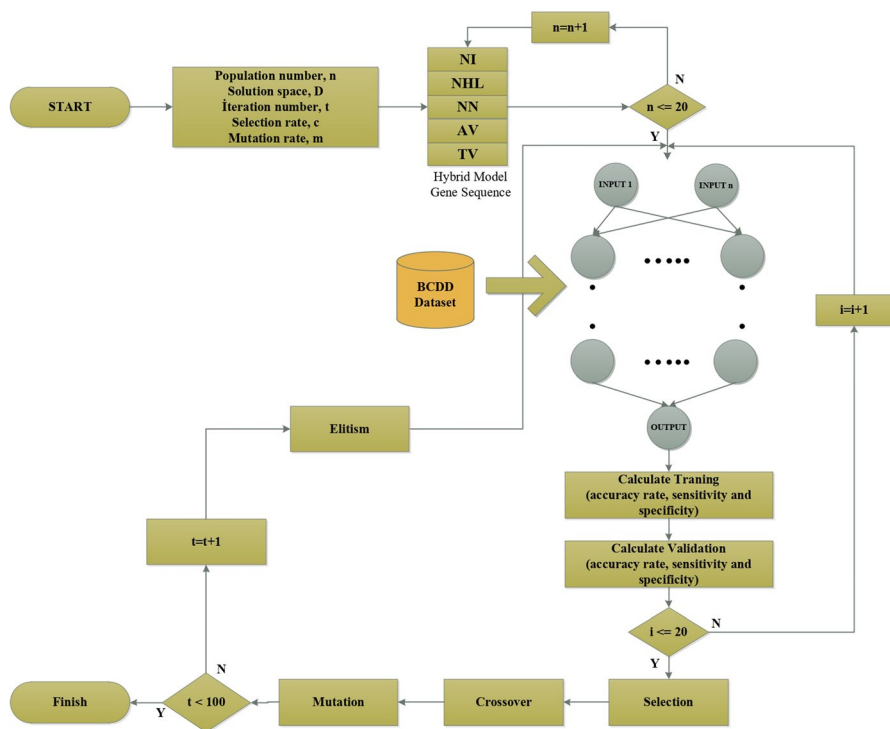 n=n+1
START
Population number, n
Solution space, D
İteration number, t
Selection rate, c
Mutation rate, m
NI
NHL
NN
AV
TV
Hybrid Model
Gene Sequence
n <= 20
N
Y
INPUT 1
INPUT n
BCDD
Dataset
i=i+1
OUTPUT
Elitism
Calculate Traning
(accuracy rate, sensitivity and
specificity)
t=t+1
Calculate Validation
(accuracy rate, sensitivity and
specificity)
i <= 20
N
Y
Selection
Crossover
Mutation
t < 100
N
Y
Finish